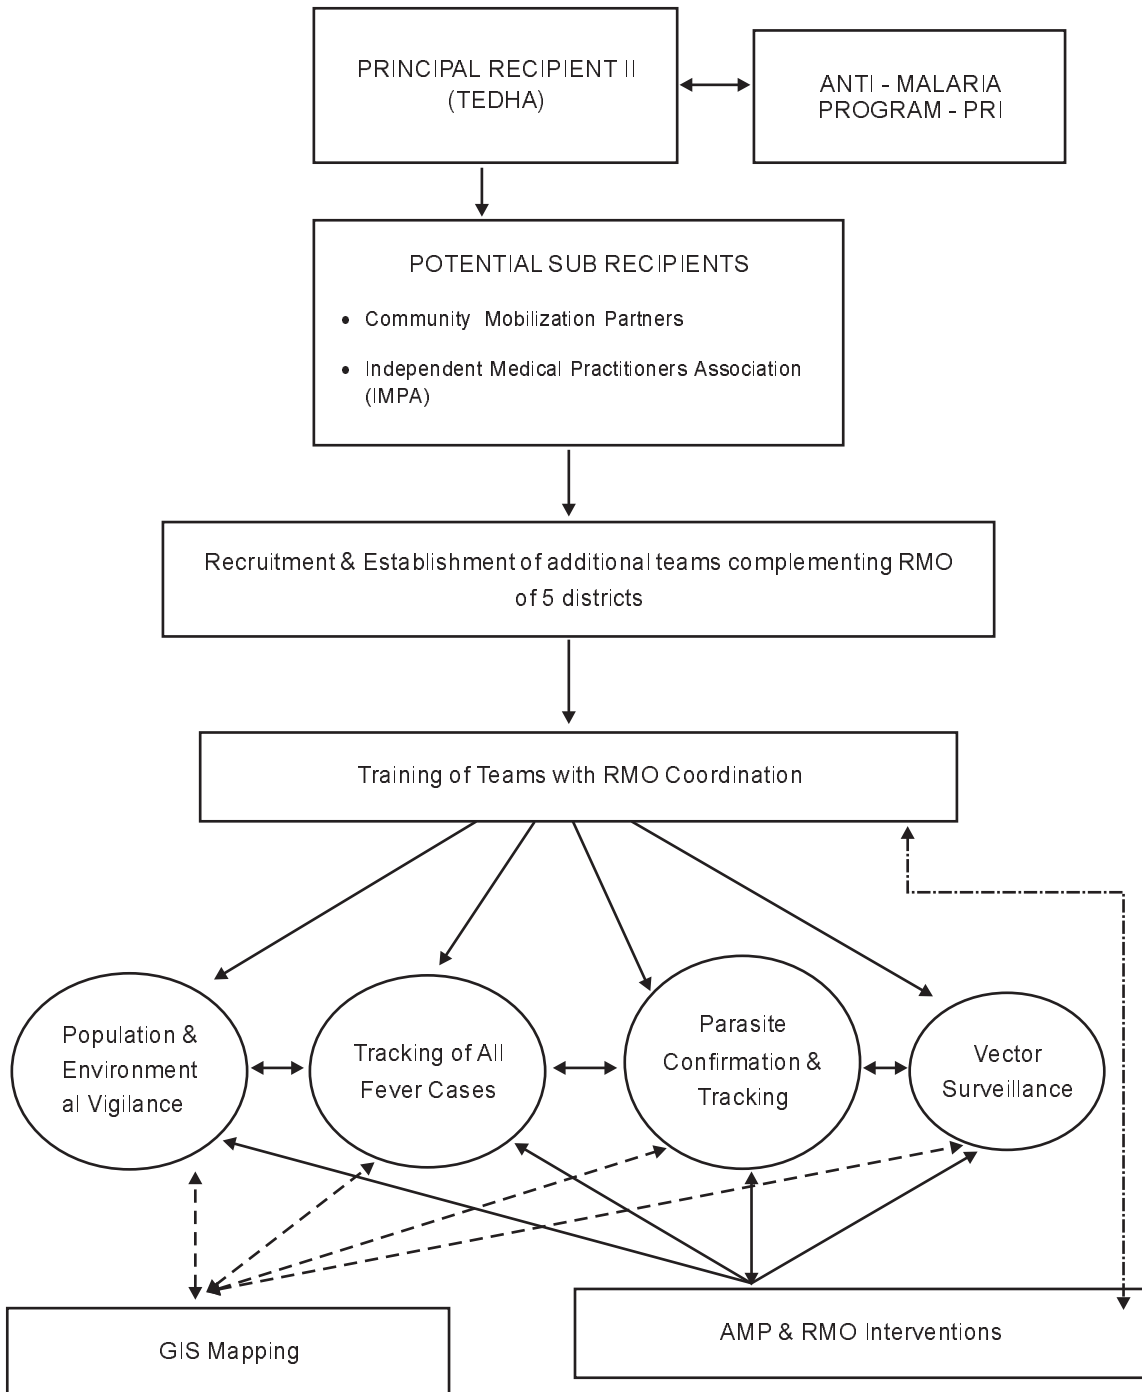 PRINCIPAL RECIPIENT II
(TEDHA)
ANTI - MALARIA
PROGRAM - PRI
POTENTIAL SUB RECIPIENTS
• Community Mobilization Partners
• Independent Medical Practitioners Association
(IMPA)
Recruitment & Establishment of additional teams complementing RMO
of 5 districts
Training of Teams with RMO Coordination
Population &
Environment
al Vigilance
Tracking of All
Fever Cases
Parasite
Confirmation &
Tracking
Vector
Surveillance
GIS Mapping
AMP & RMO Interventions